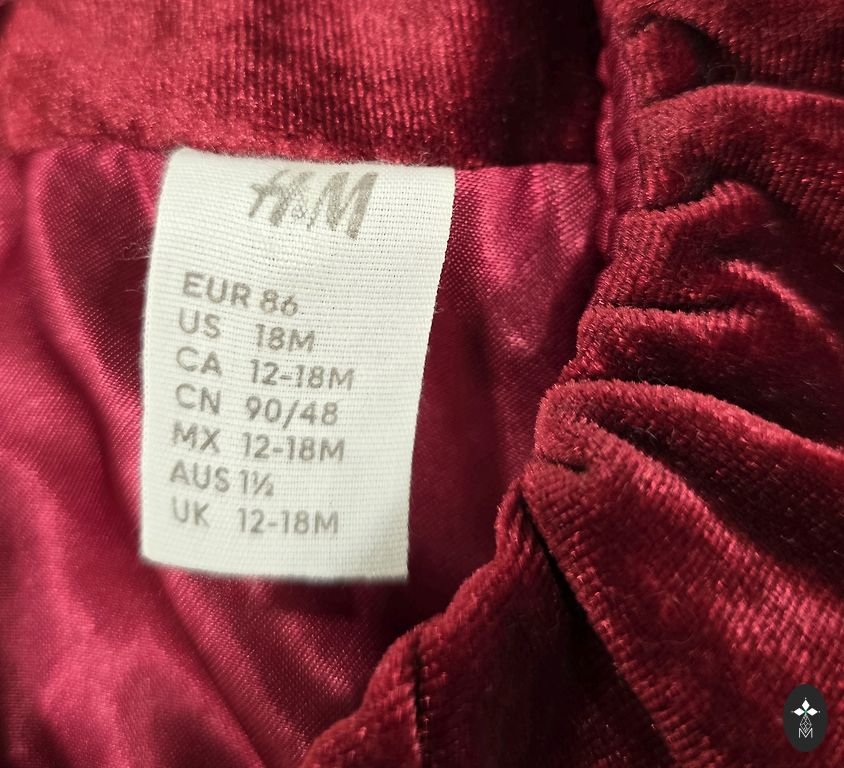 H&M
EUR 86
US 18M
CA 12-18M
CN 90/48
MX 12-18M
AUS 1½
UK 12-18M
M